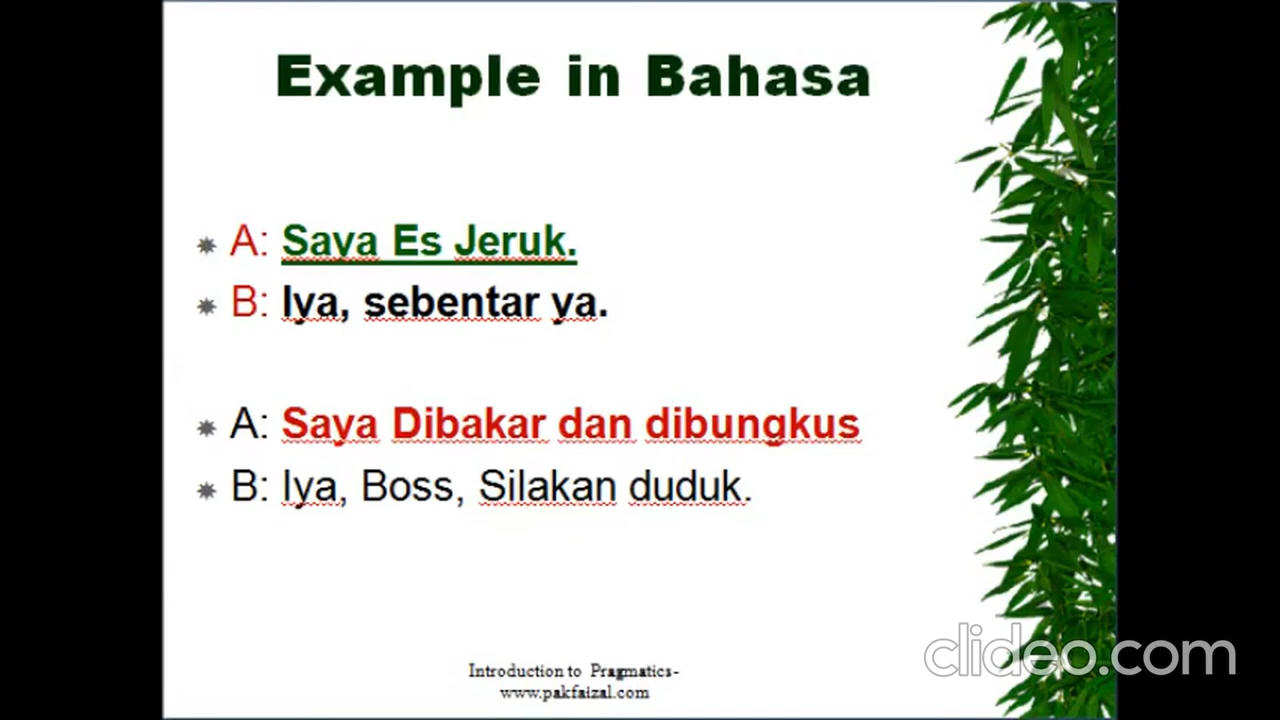 Example in Bahasa
A: Saya Es Jeruk.
B: Iya, sebentar ya.
A: Saya Dibakar dan dibungkus
B: Iya, Boss, Silakan duduk.
Introduction to Pragmatics-
www.pakfaizal.com
clideo.com